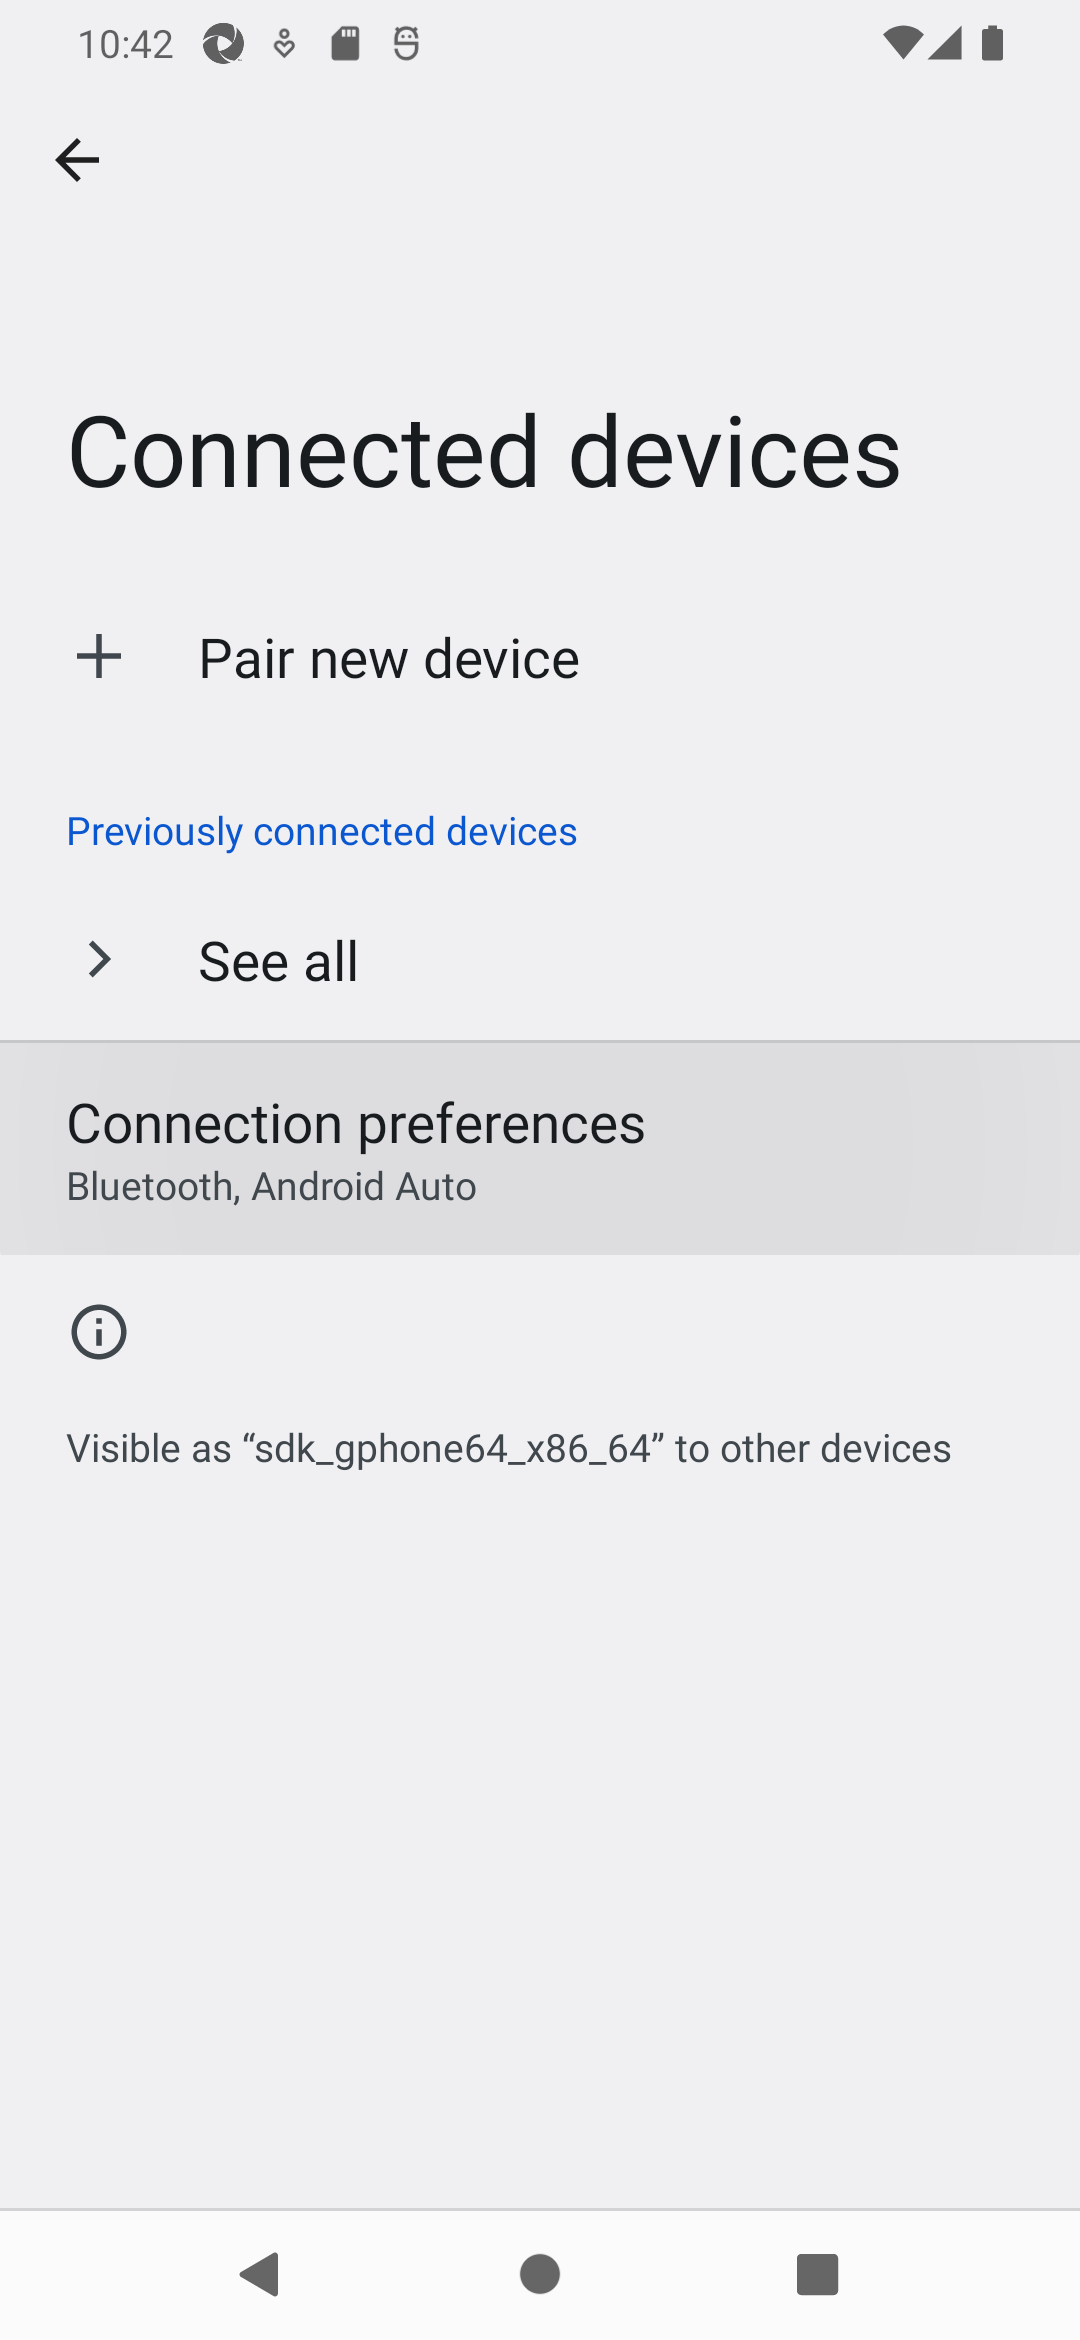 10:42
Connected devices
Pair new device
Previously connected devices
See all
Connection preferences
Bluetooth, Android Auto
Visible as “sdk_gphone64_x86_64” to other devices